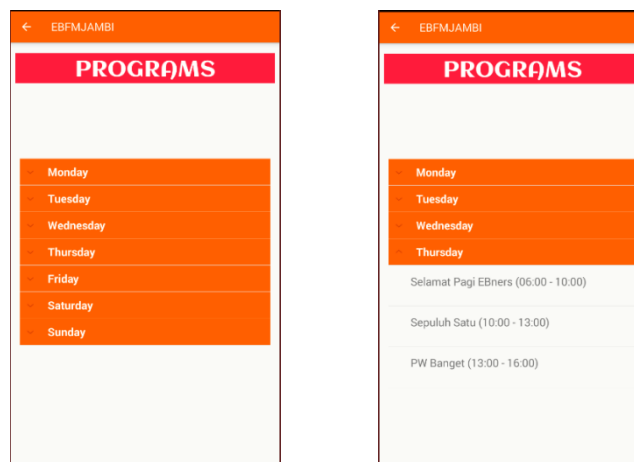 EBFMJAMBI
PROGRAMS
Monday
Tuesday
Wednesday
Thursday
Friday
Saturday
Sunday
EBFMJAMBI
PROGRAMS
Monday
Tuesday
Wednesday
Thursday
Selamat Pagi EBners (06:00 - 10:00)
Sepuluh Satu (10:00 - 13:00)
PW Banget (13:00 - 16:00)